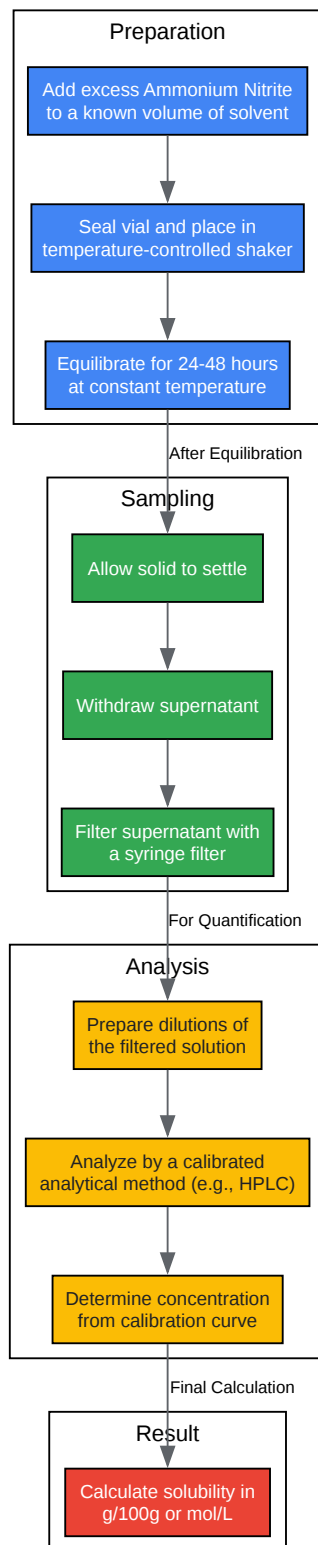 Preparation
Add excess Ammonium Nitrite
to a known volume of solvent
Seal vial and place in
temperature-controlled shaker
Equilibrate for 24-48 hours
at constant temperature
After Equilibration
Sampling
Allow solid to settle
Withdraw supernatant
Filter supernatant with
a syringe filter
For Quantification
Analysis
Prepare dilutions of
the filtered solution
Analyze by a calibrated
analytical method (e.g., HPLC)
Determine concentration
from calibration curve
Final Calculation
Result
Calculate solubility in
g/100g or mol/L